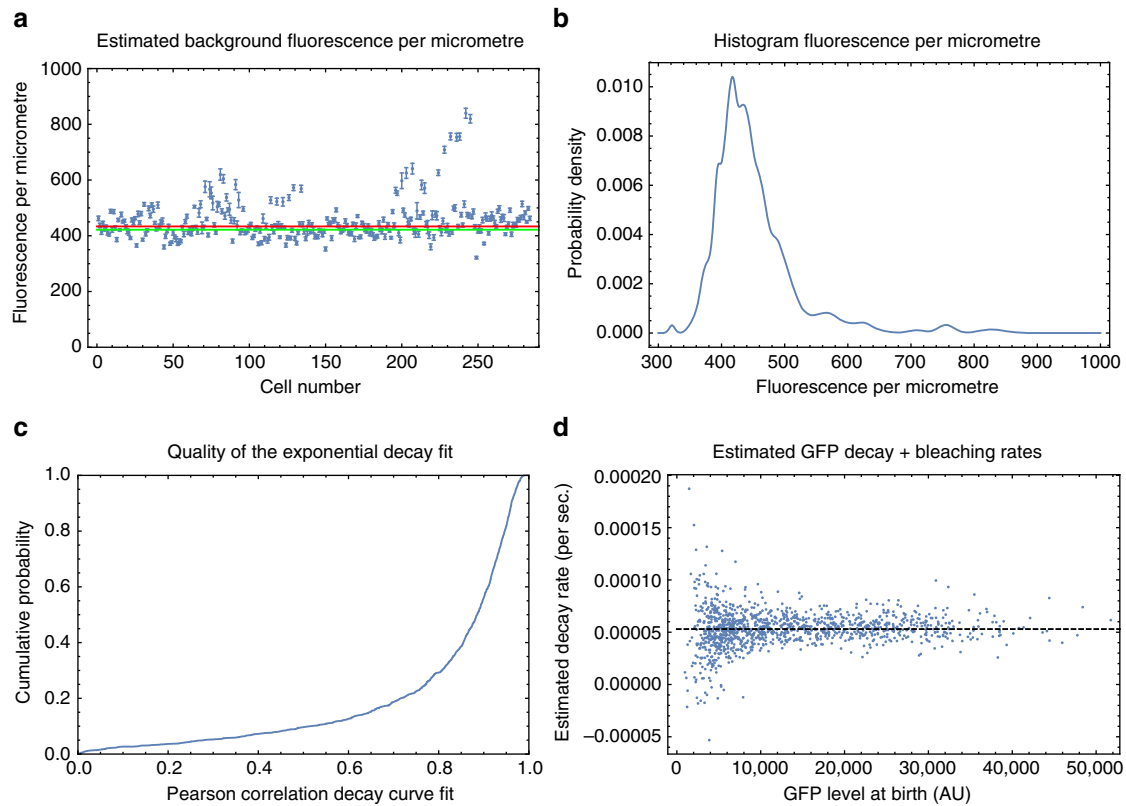 a
Estimated background fluorescence per micrometre
1000
800
600
400
200
0
Fluorescence per micrometre
0 50 100 150 200 250
Cell number
b
Histogram fluorescence per micrometre
0.010
0.008
0.006
0.004
0.002
0.000
Probability density
300 400 500 600 700 800 900 1000
Fluorescence per micrometre
c
Quality of the exponential decay fit
1.0
0.8
0.6
0.4
0.2
0.0
Cumulative probability
0.0 0.2 0.4 0.6 0.8 1.0
Pearson correlation decay curve fit
d
Estimated GFP decay + bleaching rates
0.00020
0.00015
0.00010
0.00005
0.00000
−0.00005
Estimated decay rate (per sec.)
0 10,000 20,000 30,000 40,000 50,000
GFP level at birth (AU)